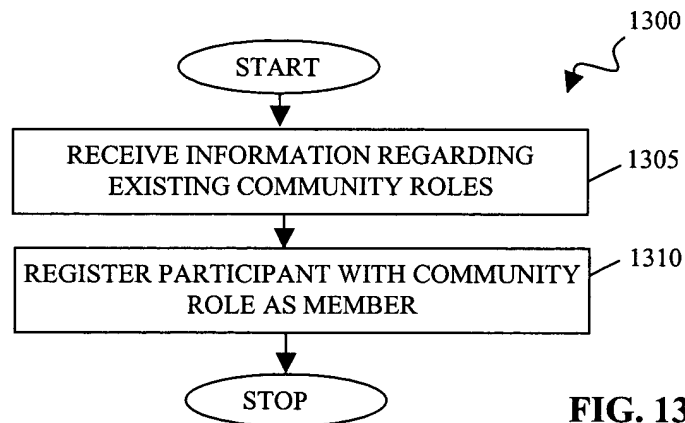 1300
START
RECEIVE INFORMATION REGARDING
EXISTING COMMUNITY ROLES
1305
REGISTER PARTICIPANT WITH COMMUNITY
ROLE AS MEMBER
1310
STOP
FIG. 13